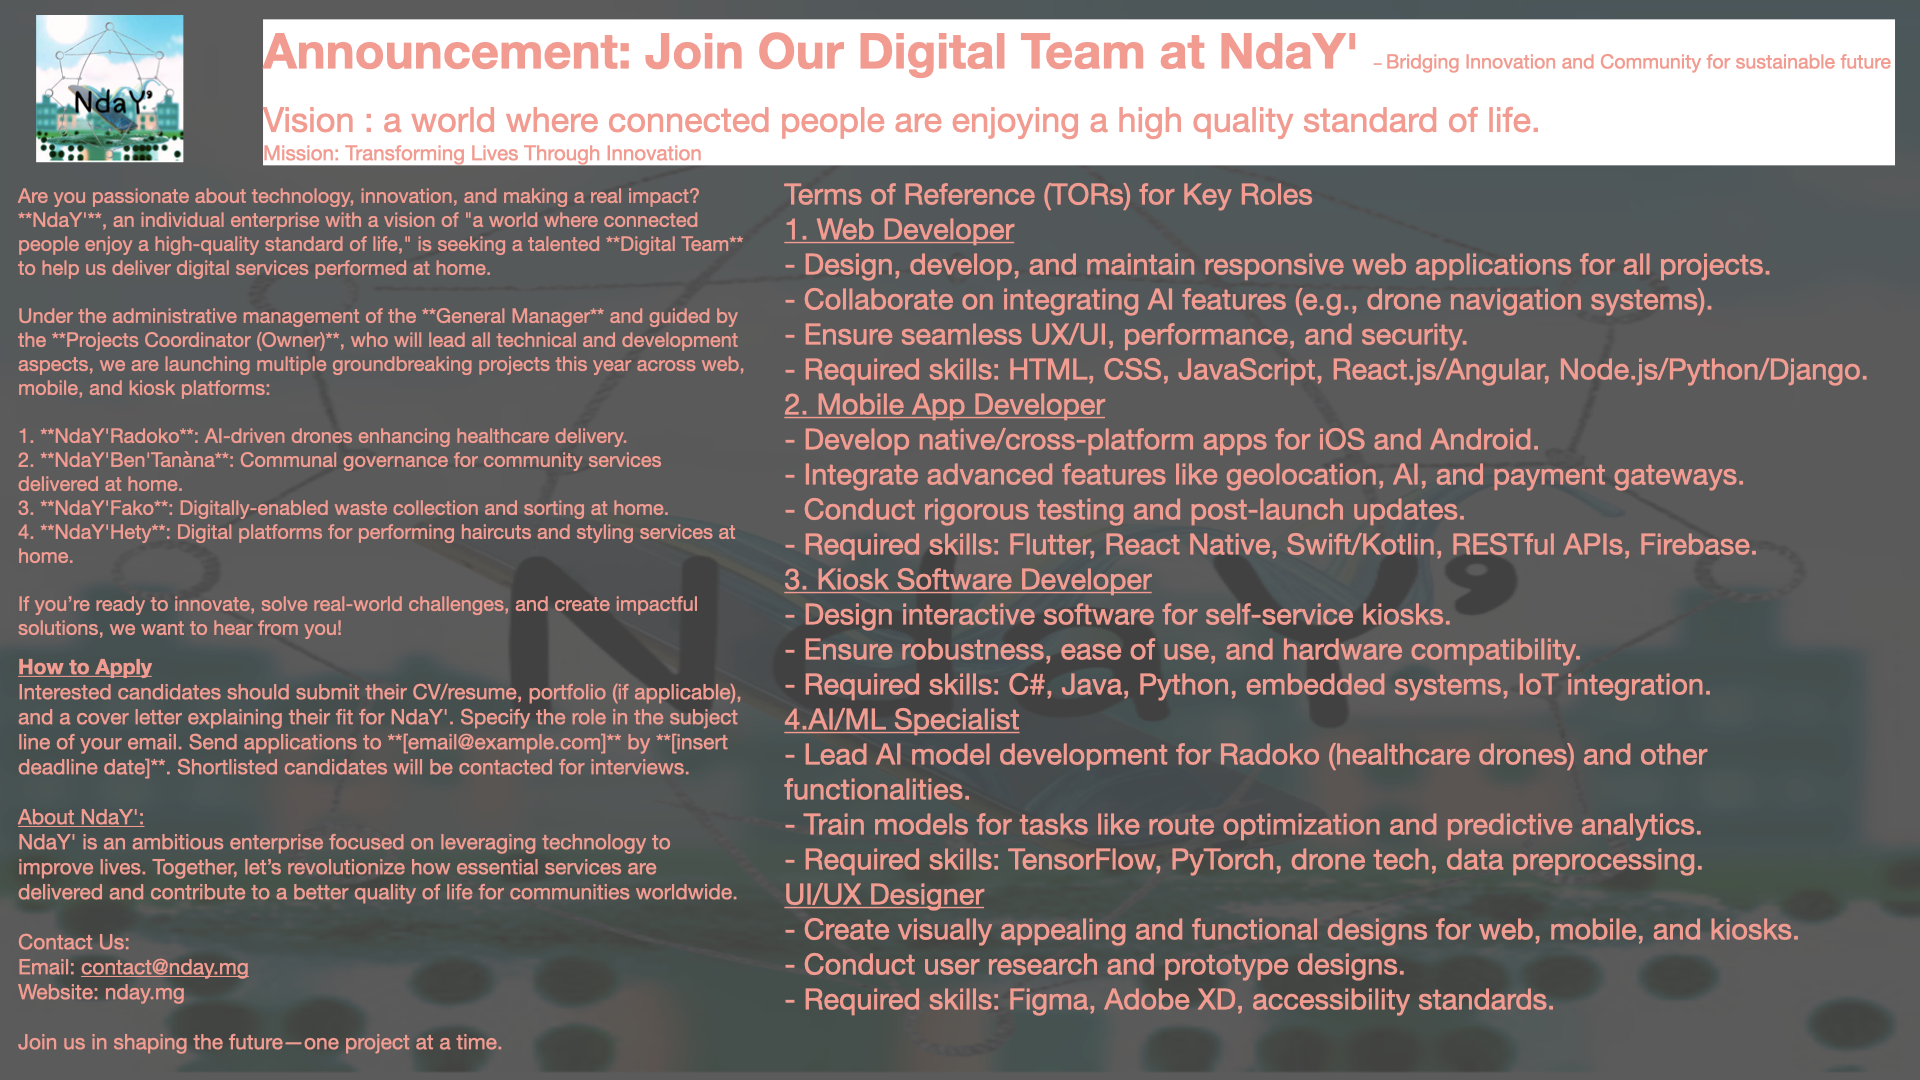 NdaY'
Announcement: Join Our Digital Team at NdaY' – Bridging Innovation and Community for sustainable future
Vision : a world where connected people are enjoying a high quality standard of life.
Mission: Transforming Lives Through Innovation
Are you passionate about technology, innovation, and making a real impact?
**NdaY'**, an individual enterprise with a vision of "a world where connected
people enjoy a high-quality standard of life," is seeking a talented **Digital Team**
to help us deliver digital services performed at home.
Under the administrative management of the **General Manager** and guided by
the **Projects Coordinator (Owner)**, who will lead all technical and development
aspects, we are launching multiple groundbreaking projects this year across web,
mobile, and kiosk platforms:
1. **NdaY'Radoko**: AI-driven drones enhancing healthcare delivery.
2. **NdaY'Ben'Tanàna**: Communal governance for community services
delivered at home.
3. **NdaY'Fako**: Digitally-enabled waste collection and sorting at home.
4. **NdaY'Hety**: Digital platforms for performing haircuts and styling services at
home.
If you’re ready to innovate, solve real-world challenges, and create impactful
solutions, we want to hear from you!
How to Apply
Interested candidates should submit their CV/resume, portfolio (if applicable),
and a cover letter explaining their fit for NdaY'. Specify the role in the subject
line of your email. Send applications to **[email@example.com]** by **[insert
deadline date]**. Shortlisted candidates will be contacted for interviews.
About NdaY':
NdaY' is an ambitious enterprise focused on leveraging technology to
improve lives. Together, let’s revolutionize how essential services are
delivered and contribute to a better quality of life for communities worldwide.
Contact Us:
Email: contact@nday.mg
Website: nday.mg
Join us in shaping the future—one project at a time.
Terms of Reference (TORs) for Key Roles
1. Web Developer
- Design, develop, and maintain responsive web applications for all projects.
- Collaborate on integrating AI features (e.g., drone navigation systems).
- Ensure seamless UX/UI, performance, and security.
- Required skills: HTML, CSS, JavaScript, React.js/Angular, Node.js/Python/Django.
2. Mobile App Developer
- Develop native/cross-platform apps for iOS and Android.
- Integrate advanced features like geolocation, AI, and payment gateways.
- Conduct rigorous testing and post-launch updates.
- Required skills: Flutter, React Native, Swift/Kotlin, RESTful APIs, Firebase.
3. Kiosk Software Developer
- Design interactive software for self-service kiosks.
- Ensure robustness, ease of use, and hardware compatibility.
- Required skills: C#, Java, Python, embedded systems, IoT integration.
4.AI/ML Specialist
- Lead AI model development for Radoko (healthcare drones) and other
functionalities.
- Train models for tasks like route optimization and predictive analytics.
- Required skills: TensorFlow, PyTorch, drone tech, data preprocessing.
UI/UX Designer
- Create visually appealing and functional designs for web, mobile, and kiosks.
- Conduct user research and prototype designs.
- Required skills: Figma, Adobe XD, accessibility standards.
NdaY'